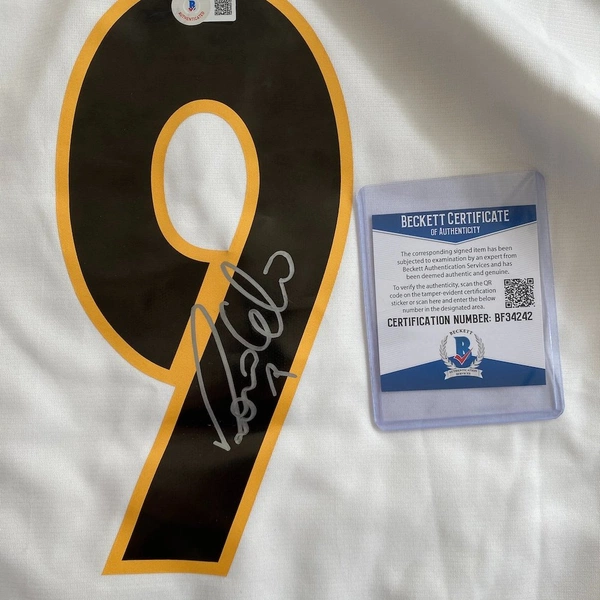 AUTHENTICATED
9
Ronaldo
BECKETT CERTIFICATE
OF AUTHENTICITY
The corresponding signed item has been
subjected to examination by an expert from
Beckett Authentication Services and has
been deemed authentic and genuine.
To verify the authenticity, scan the QR
code on the tamper-evident certification
sticker or scan here and enter the below
number in the designated area.
CERTIFICATION NUMBER: BF34242
BECKETT
B